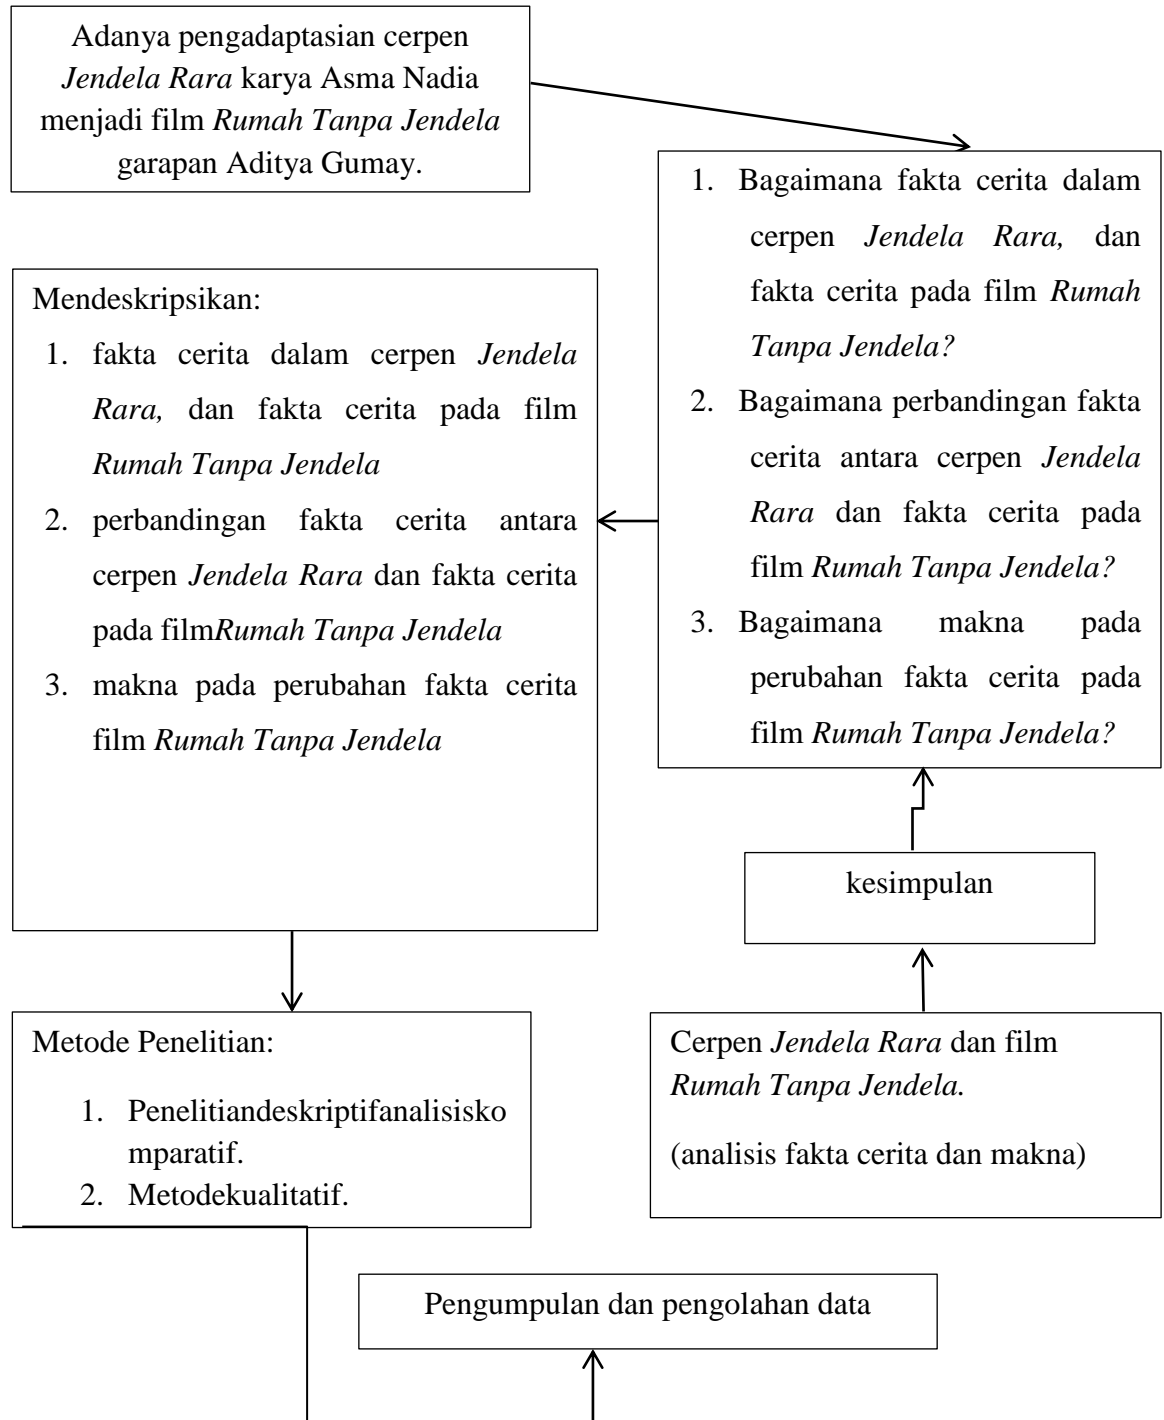 Adanya pengadaptasian cerpen
Jendela Rara karya Asma Nadia
menjadi film Rumah Tanpa Jendela
garapan Aditya Gumay.
1. Bagaimana fakta cerita dalam
cerpen Jendela Rara, dan
fakta cerita pada film Rumah
Tanpa Jendela?
2. Bagaimana perbandingan fakta
cerita antara cerpen Jendela
Rara dan fakta cerita pada
film Rumah Tanpa Jendela?
3. Bagaimana makna pada
perubahan fakta cerita pada
film Rumah Tanpa Jendela?
Mendeskripsikan:
1. fakta cerita dalam cerpen Jendela
Rara, dan fakta cerita pada film
Rumah Tanpa Jendela
2. perbandingan fakta cerita antara
cerpen Jendela Rara dan fakta cerita
pada filmRumah Tanpa Jendela
3. makna pada perubahan fakta cerita
film Rumah Tanpa Jendela
kesimpulan
Metode Penelitian:
1. Penelitiandeskriptifanalisisko
mparatif.
2. Metodekualitatif.
Cerpen Jendela Rara dan film
Rumah Tanpa Jendela.
(analisis fakta cerita dan makna)
Pengumpulan dan pengolahan data